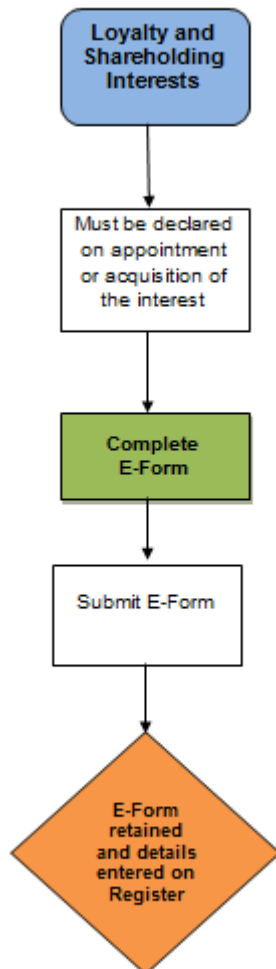 Loyalty and
Shareholding
Interests
Must be declared
on appointment
or acquisition of
the interest
Complete
E-Form
Submit E-Form
E-Form
retained
and details
entered on
Register